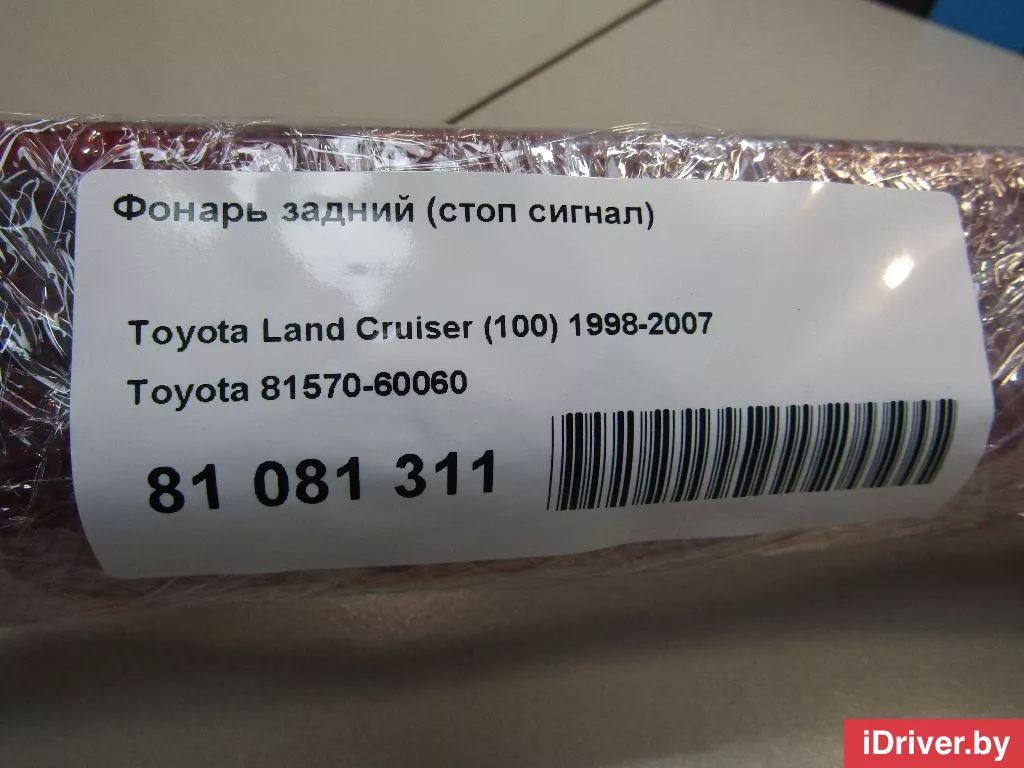 Фонарь задний (стоп сигнал)
Toyota Land Cruiser (100) 1998-2007
Toyota 81570-60060
81 081 311
iDriver.by